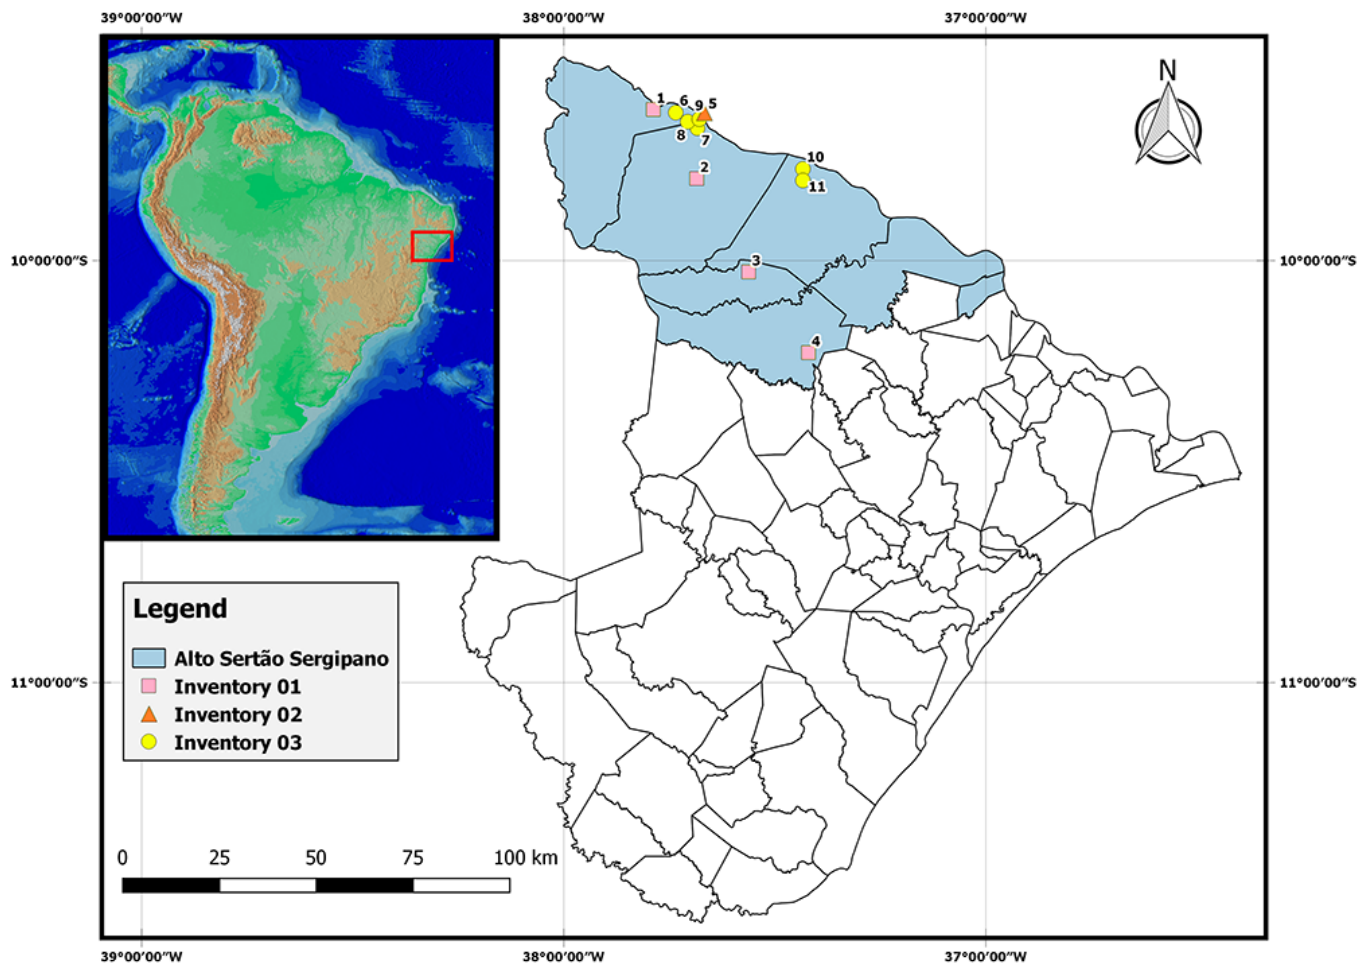 39°00′00″W 38°00′00″W 37°00′00″W
N
1 6 9 5
8 7
2
10
11
10°00′00″S 3 10°00′00″S
4
Legend
Alto Sertão Sergipano
Inventory 01
Inventory 02
Inventory 03
11°00′00″S 11°00′00″S
0 25 50 75 100 km
39°00′00″W 38°00′00″W 37°00′00″W